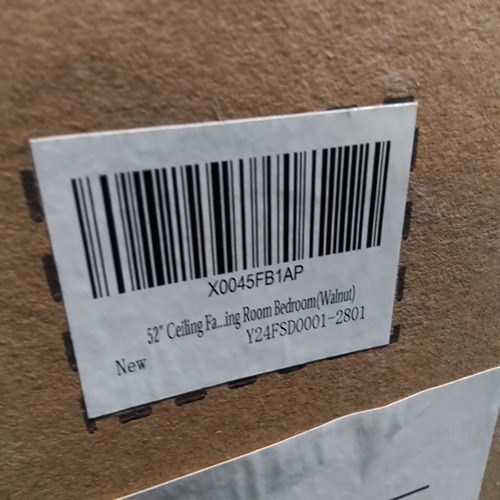 X0045FB1AP
52" Ceiling Fa...ing Room Bedroom(Walnut)
New Y24FSD0001-2801